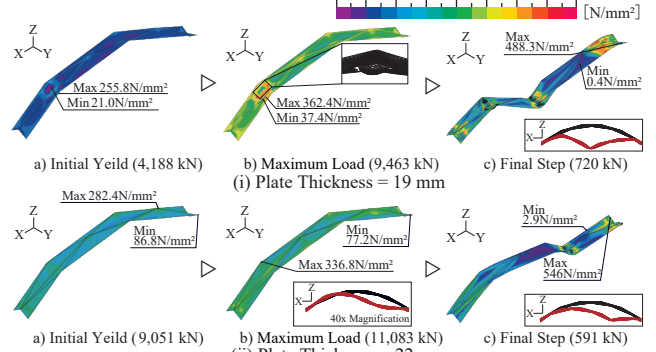 [N/mm²]
Z
X Y
Max 255.8N/mm²
Min 21.0N/mm²
Z
X Y
Max 362.4N/mm²
Min 37.4N/mm²
Z
X Y
Max
488.3N/mm²
Min
0.4N/mm²
Z
X
a) Initial Yeild (4,188 kN)
b) Maximum Load (9,463 kN)
c) Final Step (720 kN)
(i) Plate Thickness = 19 mm
Z
X Y
Max 282.4N/mm²
Min
86.8N/mm²
Z
X Y
Min
77.2N/mm²
Max 336.8N/mm²
Z
X
40x Magnification
Z
X Y
Min
2.9N/mm²
Max
546N/mm²
Z
X
a) Initial Yeild (9,051 kN)
b) Maximum Load (11,083 kN)
c) Final Step (591 kN)
(ii) Plate Thickness = 22